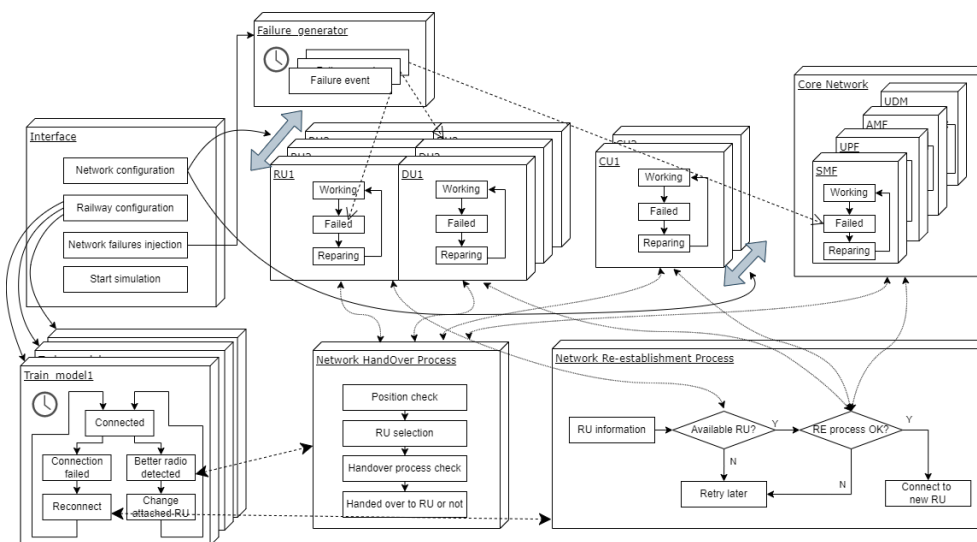 Failure_generator
Failure event
Core Network
UDM
AMF
UPF
SMF
Working
Failed
Reparing
Interface
Network configuration
Railway configuration
Network failures injection
Start simulation
RU1
Working
Failed
Reparing
DU1
Working
Failed
Reparing
CU1
Working
Failed
Reparing
Train_model1
Connected
Connection
failed
Better radio
detected
Reconnect
Change
attached RU
Network HandOver Process
Position check
RU selection
Handover process check
Handed over to RU or not
Network Re-establishment Process
RU information
Available RU?
Y
RE process OK?
Y
N
N
Retry later
Connect to
new RU